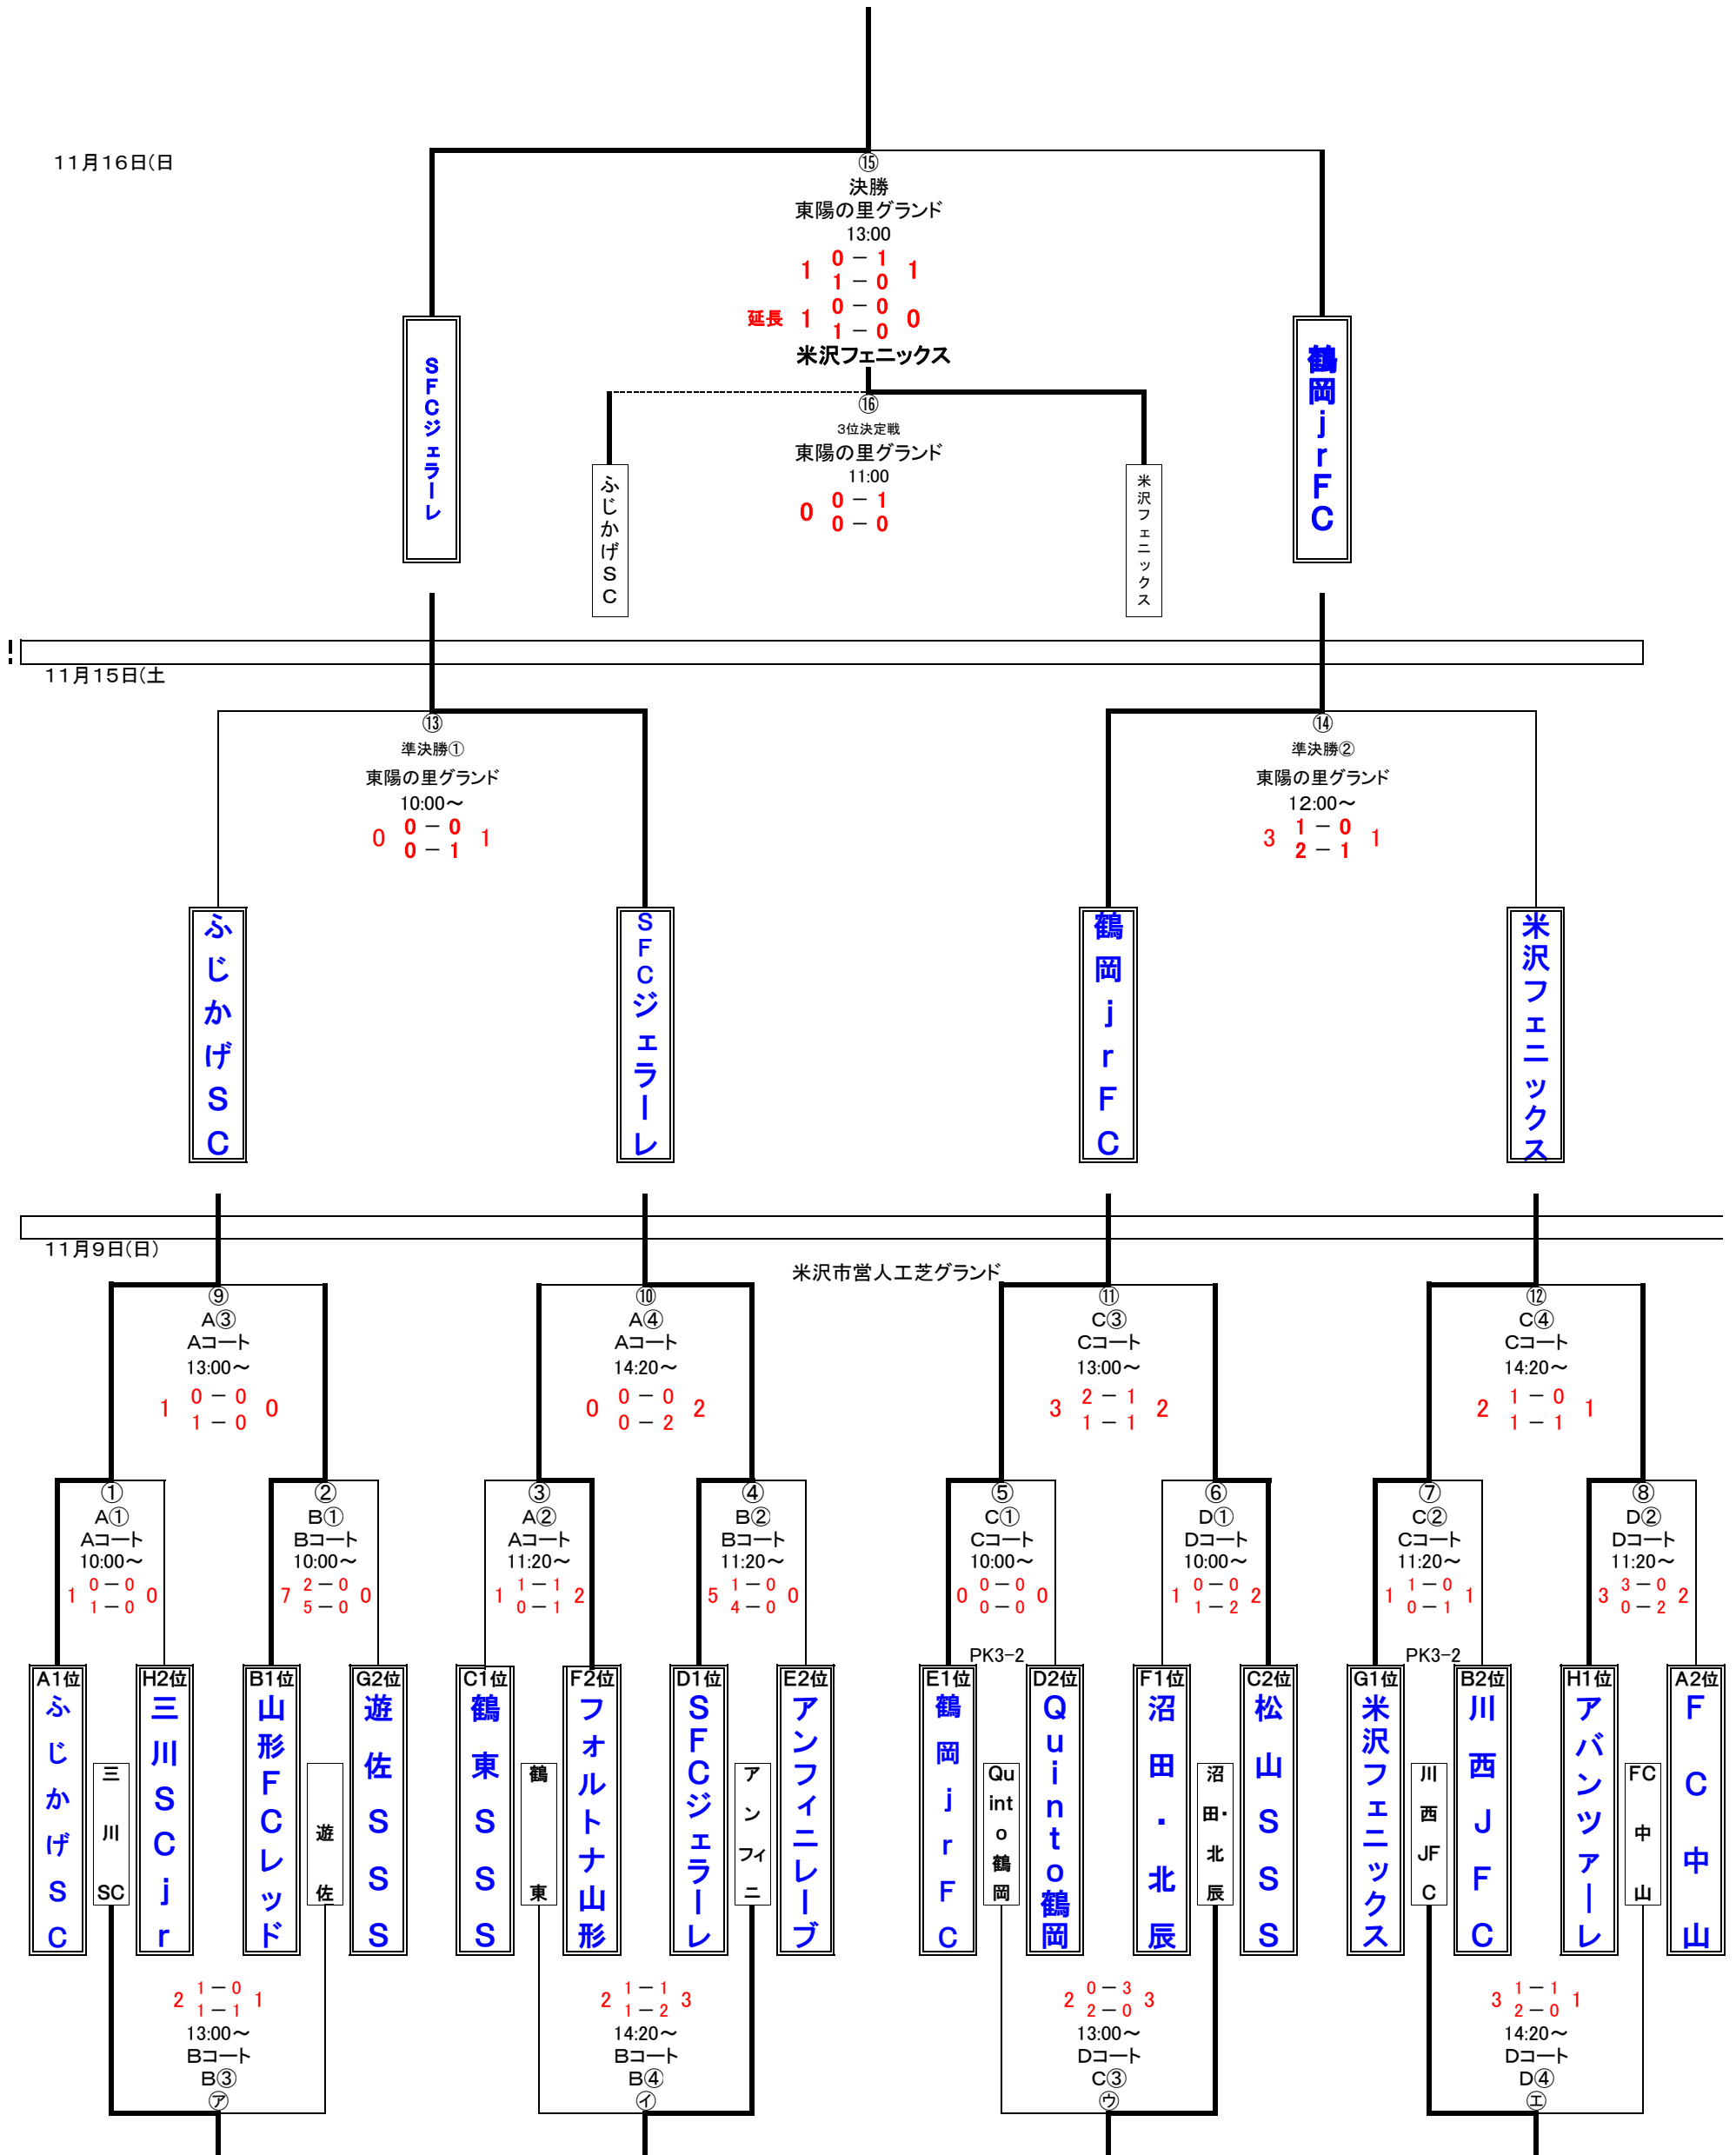 11月16日(日
⑮
決勝
東陽の里グランド
13:00
1 0 － 1 1
1 － 0
延長 1 0 － 0 0
1 － 0
米沢フェニックス
SFCジェラーレ
鶴岡jrFC
⑯
3位決定戦
東陽の里グランド
11:00
0 0 － 1
0 － 0
ふじかげSC
米沢フェニックス
11月15日(土
⑬
準決勝①
東陽の里グランド
10:00～
0 0 － 0 1
0 － 1
⑭
準決勝②
東陽の里グランド
12:00～
3 1 － 0 1
2 － 1
ふじかげSC
SFCジェラーレ
鶴岡jrFC
米沢フェニックス
11月9日(日)
米沢市営人工芝グランド
⑨
A③
Aコート
13:00～
1 0 － 0 0
1 － 0
⑩
A④
Aコート
14:20～
0 0 － 0 2
0 － 2
⑪
C③
Cコート
13:00～
3 2 － 1 2
1 － 1
⑫
C④
Cコート
14:20～
2 1 － 0 1
1 － 1
①
A①
Aコート
10:00～
1 0 － 0 0
1 － 0
②
B①
Bコート
10:00～
7 2 － 0 0
5 － 0
③
A②
Aコート
11:20～
1 1 － 1 2
0 － 1
④
B②
Bコート
11:20～
5 1 － 0 0
4 － 0
⑤
C①
Cコート
10:00～
0 0 － 0 0
0 － 0
PK3-2
⑥
D①
Dコート
10:00～
1 0 － 0 2
1 － 2
⑦
C②
Cコート
11:20～
1 1 － 0 1
0 － 1
PK3-2
⑧
D②
Dコート
11:20～
3 3 － 0 2
0 － 2
A1位
ふじかげSC
三川SC
H2位
三川SCjr
B1位
山形FCレッド
遊佐
G2位
遊佐SSS
C1位
鶴東SSS
鶴東
F2位
フォルトナ山形
D1位
SFCジェラーレ
アンフィニ
E2位
アンフィニレーブ
E1位
鶴岡jrFC
Quinto鶴岡
D2位
Quinto鶴岡
F1位
沼田・北辰
沼田・北辰
C2位
松山SSS
G1位
米沢フェニックス
川西JFC
B2位
川西JFC
H1位
アバンツァーレ
FC中山
A2位
FC中山
2 1 － 0 1
1 － 1
13:00～
Bコート
B③
㋐
2 1 － 1 3
1 － 2
14:20～
Bコート
B④
㋑
2 0 － 3 3
2 － 0
13:00～
Dコート
C③
㋒
3 1 － 1 1
2 － 0
14:20～
Dコート
D④
㋓